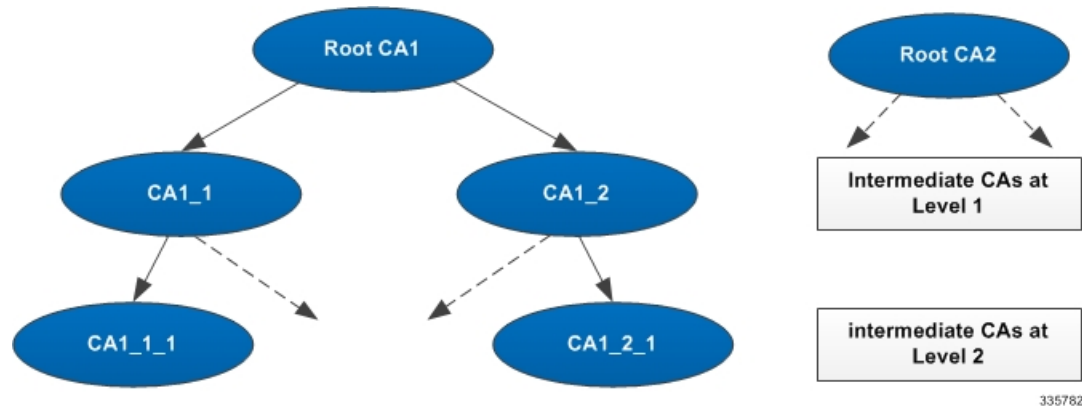 Root CA1
Root CA2
CA1_1
CA1_2
Intermediate CAs at
Level 1
CA1_1_1
CA1_2_1
intermediate CAs at
Level 2
335782